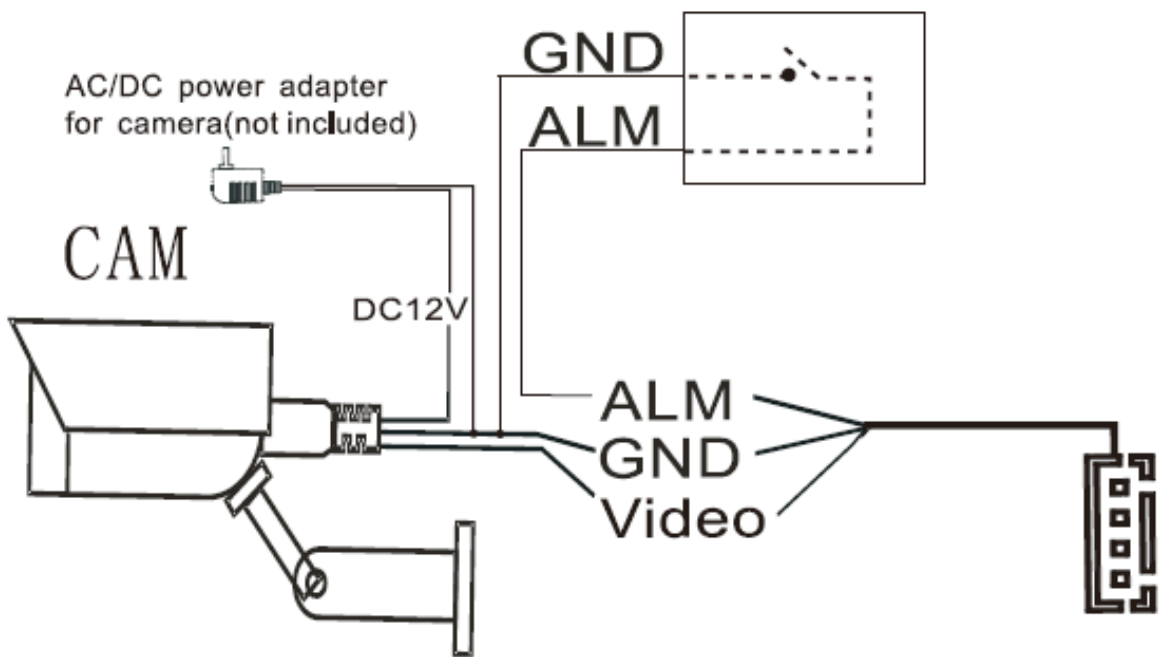 GND
AC/DC power adapter
for camera(not included)
ALM
CAM
DC12V
ALM
GND
Video